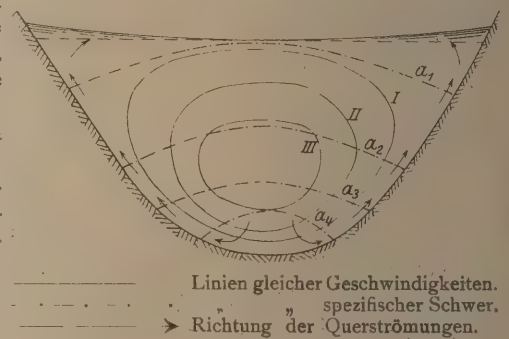 a₁
I
II
a₂
III
a₃
a₄
Linien gleicher Geschwindigkeiten.
„ „ spezifischer Schwer.
Richtung der Querströmungen.